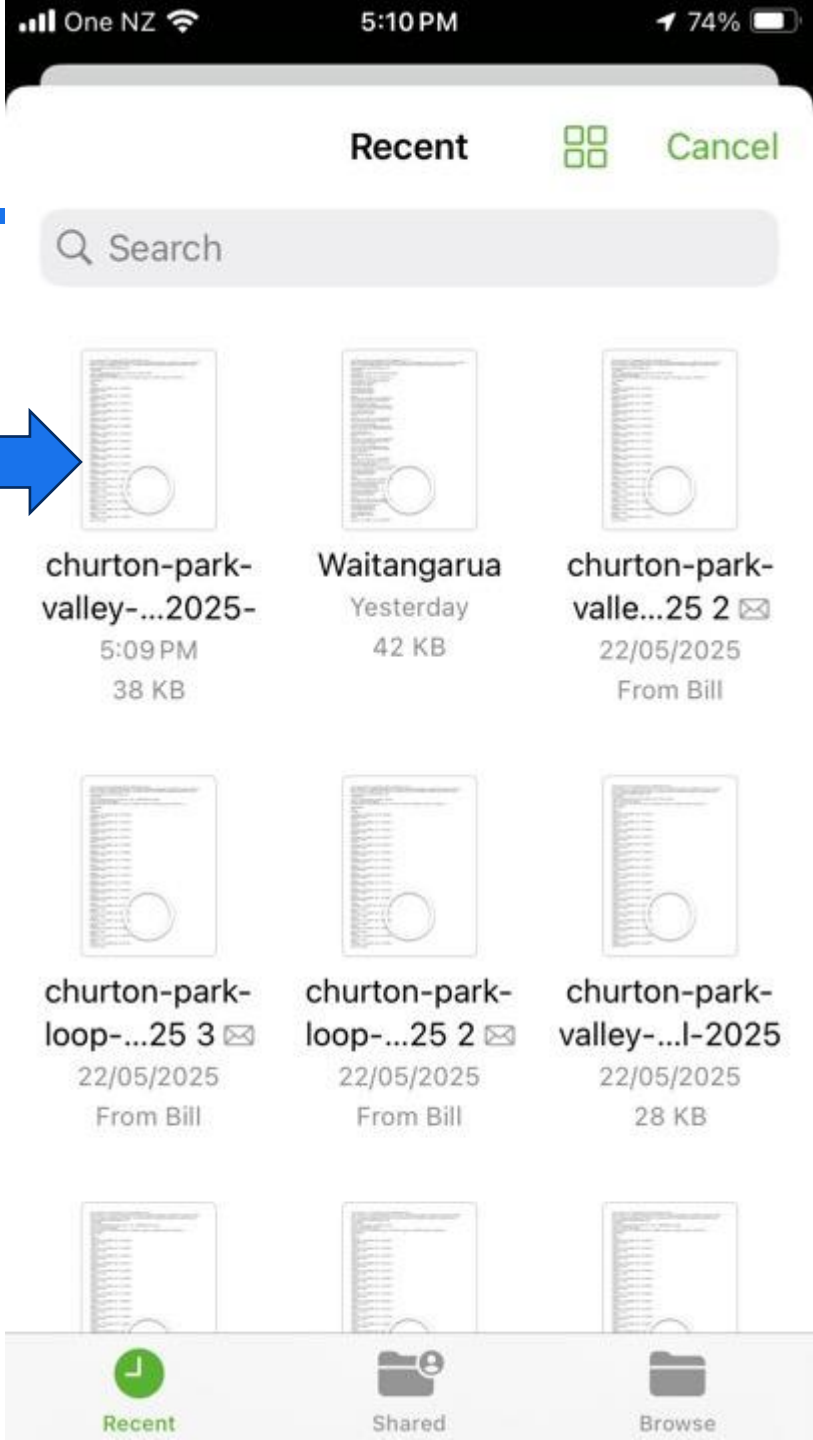 One NZ 5:10 PM 74%
Recent Cancel
Search
churton-park- Waitangarua churton-park-
valley-...2025- Yesterday valle...25 2
5:09 PM 42 KB 22/05/2025
38 KB From Bill
churton-park- churton-park- churton-park-
loop-...25 3 loop-...25 2 valley-...l-2025
22/05/2025 22/05/2025 22/05/2025
From Bill From Bill 28 KB
Recent Shared Browse